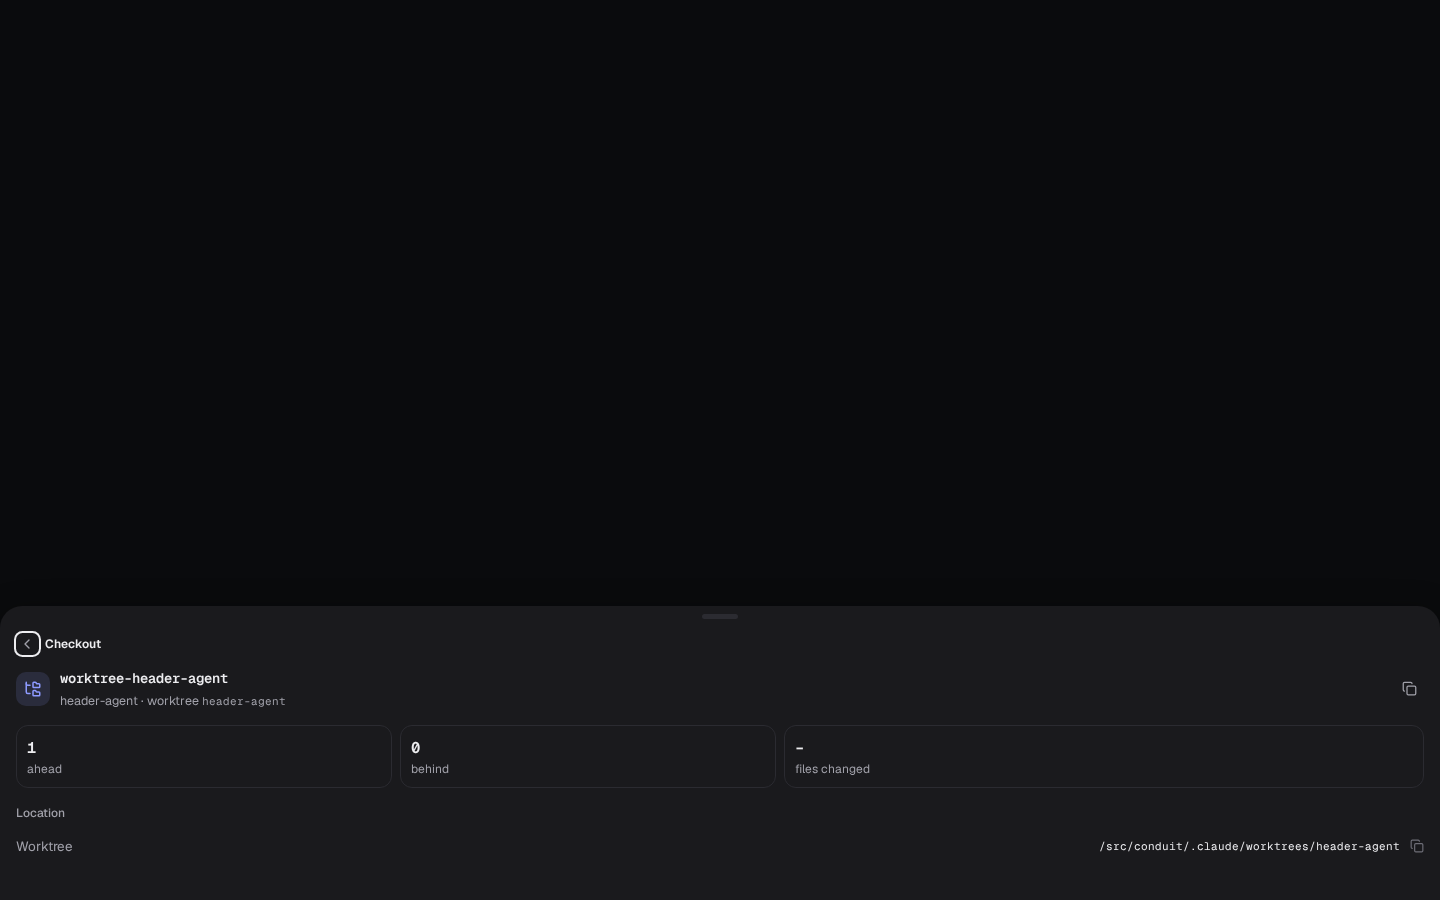 Checkout
worktree-header-agent
header-agent · worktree header-agent
1
ahead
0
behind
–
files changed
Location
Worktree
/src/conduit/.claude/worktrees/header-agent